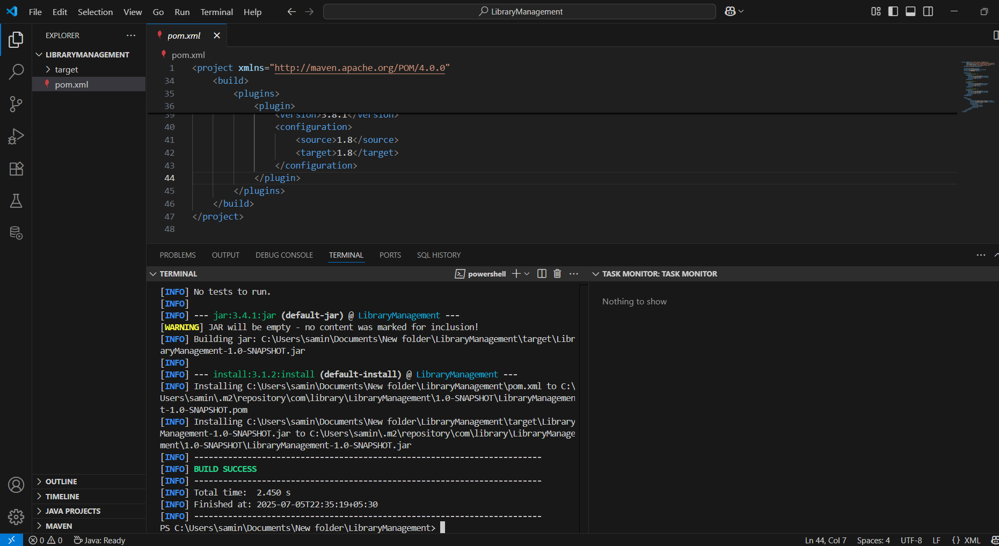 File Edit Selection View Go Run Terminal Help
LibraryManagement
EXPLORER
LIBRARYMANAGEMENT
target
pom.xml
OUTLINE
TIMELINE
JAVA PROJECTS
MAVEN
pom.xml
pom.xml
1 <project xmlns="http://maven.apache.org/POM/4.0.0"
34 <build>
35 <plugins>
36 <plugin>
39 <version>3.8.1</version>
40 <configuration>
41 <source>1.8</source>
42 <target>1.8</target>
43 </configuration>
44 </plugin>
45 </plugins>
46 </build>
47 </project>
48
PROBLEMS OUTPUT DEBUG CONSOLE TERMINAL PORTS SQL HISTORY
TERMINAL
powershell
[INFO] No tests to run.
[INFO]
[INFO] --- jar:3.4.1:jar (default-jar) @ LibraryManagement ---
[WARNING] JAR will be empty - no content was marked for inclusion!
[INFO] Building jar: C:\Users\samin\Documents\New folder\LibraryManagement\target\Libr
aryManagement-1.0-SNAPSHOT.jar
[INFO]
[INFO] --- install:3.1.2:install (default-install) @ LibraryManagement ---
[INFO] Installing C:\Users\samin\Documents\New folder\LibraryManagement\pom.xml to C:\
Users\samin\.m2\repository\com\library\LibraryManagement\1.0-SNAPSHOT\LibraryManagemen
t-1.0-SNAPSHOT.pom
[INFO] Installing C:\Users\samin\Documents\New folder\LibraryManagement\target\Library
Management-1.0-SNAPSHOT.jar to C:\Users\samin\.m2\repository\com\library\LibraryManage
ment\1.0-SNAPSHOT\LibraryManagement-1.0-SNAPSHOT.jar
[INFO] ------------------------------------------------------------------------
[INFO] BUILD SUCCESS
[INFO] ------------------------------------------------------------------------
[INFO] Total time:  2.450 s
[INFO] Finished at: 2025-07-05T22:35:19+05:30
[INFO] ------------------------------------------------------------------------
PS C:\Users\samin\Documents\New folder\LibraryManagement>
TASK MONITOR: TASK MONITOR
Nothing to show
0 0 Java: Ready
Ln 44, Col 7 Spaces: 4 UTF-8 LF {} XML